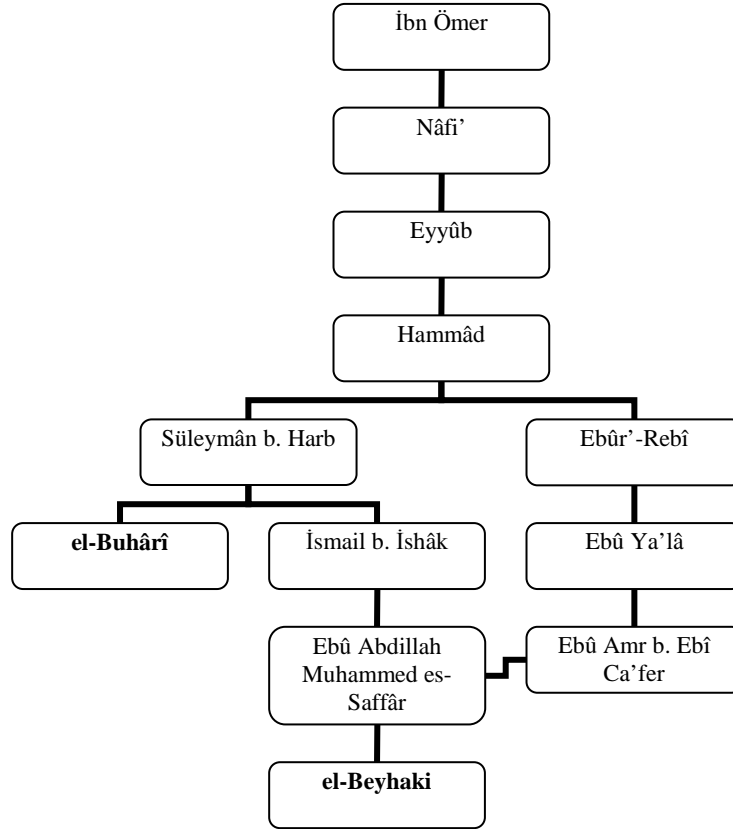 İbn Ömer
Nâfi’
Eyyûb
Hammâd
Süleymân b. Harb
Ebûr’-Rebî
el-Buhârî
İsmail b. İshâk
Ebû Ya’lâ
Ebû Abdillah
Muhammed es-
Saffâr
Ebû Amr b. Ebî
Ca’fer
el-Beyhaki